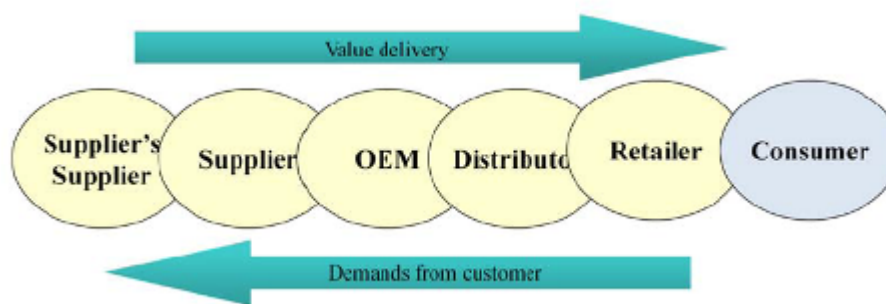 Value delivery
Supplier's
Supplier
Supplier
OEM
Distributo
Retailer
Consumer
Demands from customer